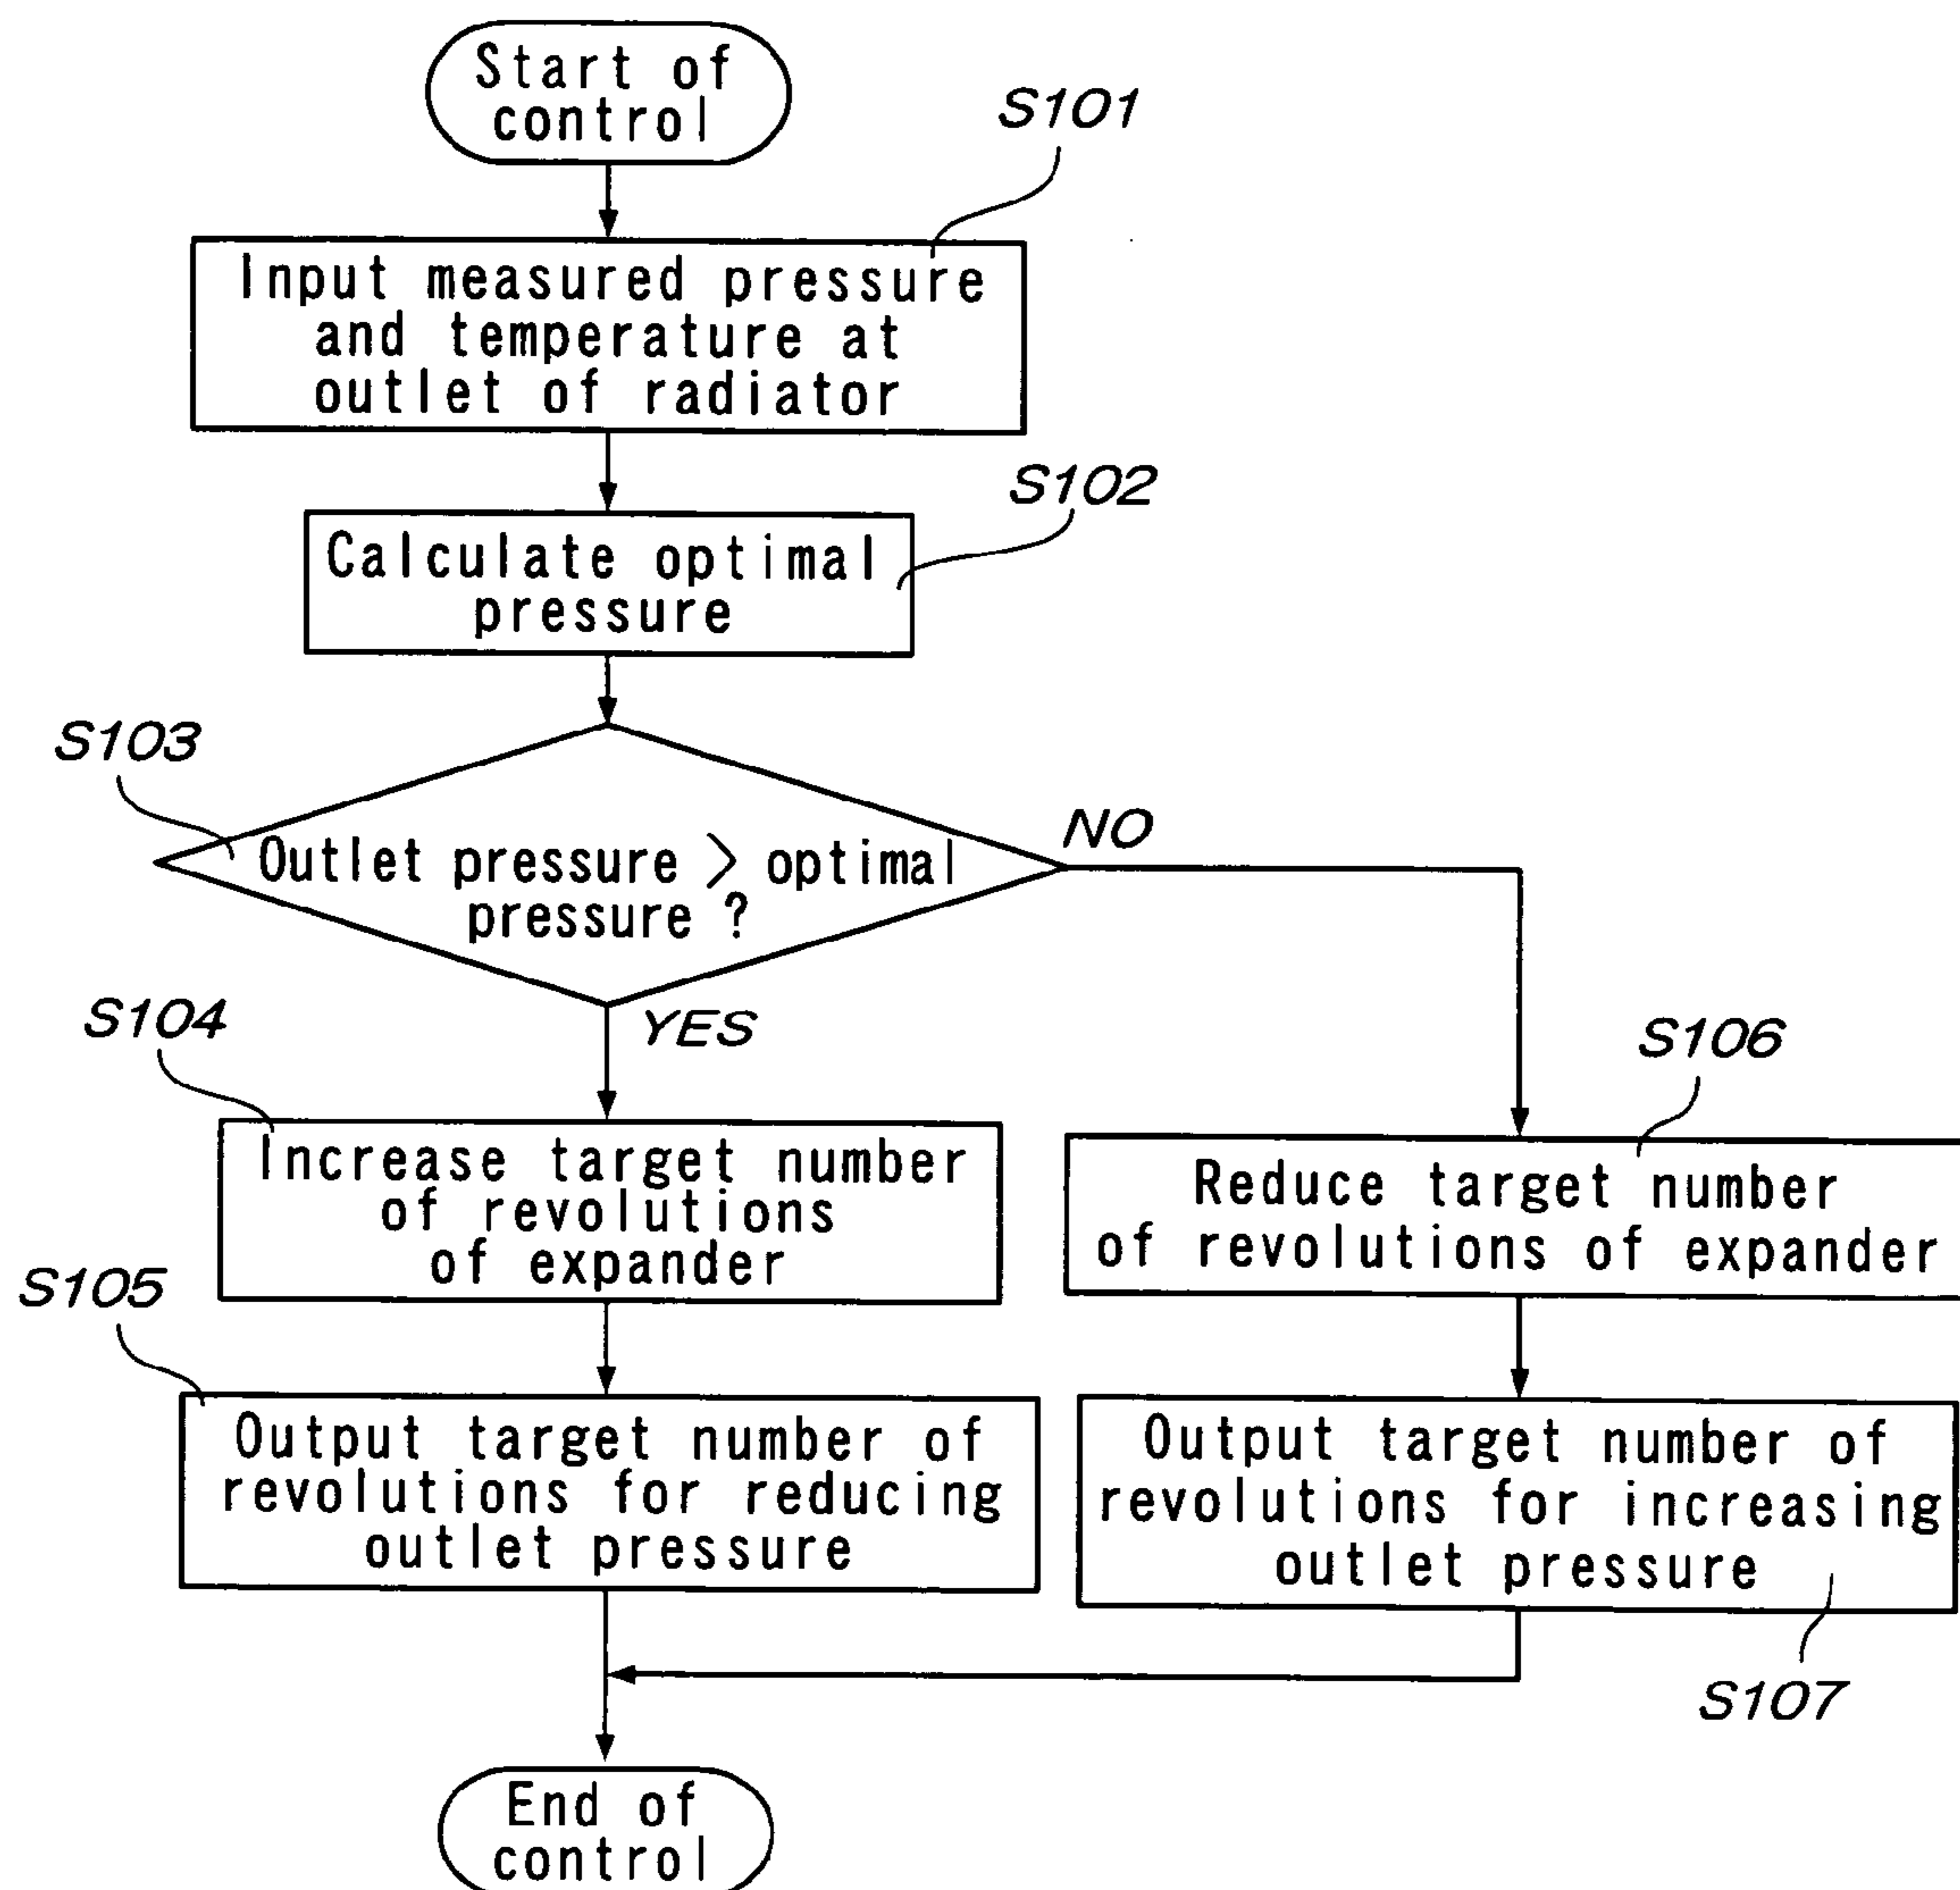 Start of
control
S101
Input measured pressure
and temperature at
outlet of radiator
S102
Calculate optimal
pressure
S103
Outlet pressure > optimal
pressure ?
NO
YES
S104
Increase target number
of revolutions
of expander
S105
Output target number of
revolutions for reducing
outlet pressure
S106
Reduce target number
of revolutions of expander
Output target number of
revolutions for increasing
outlet pressure
S107
End of
control